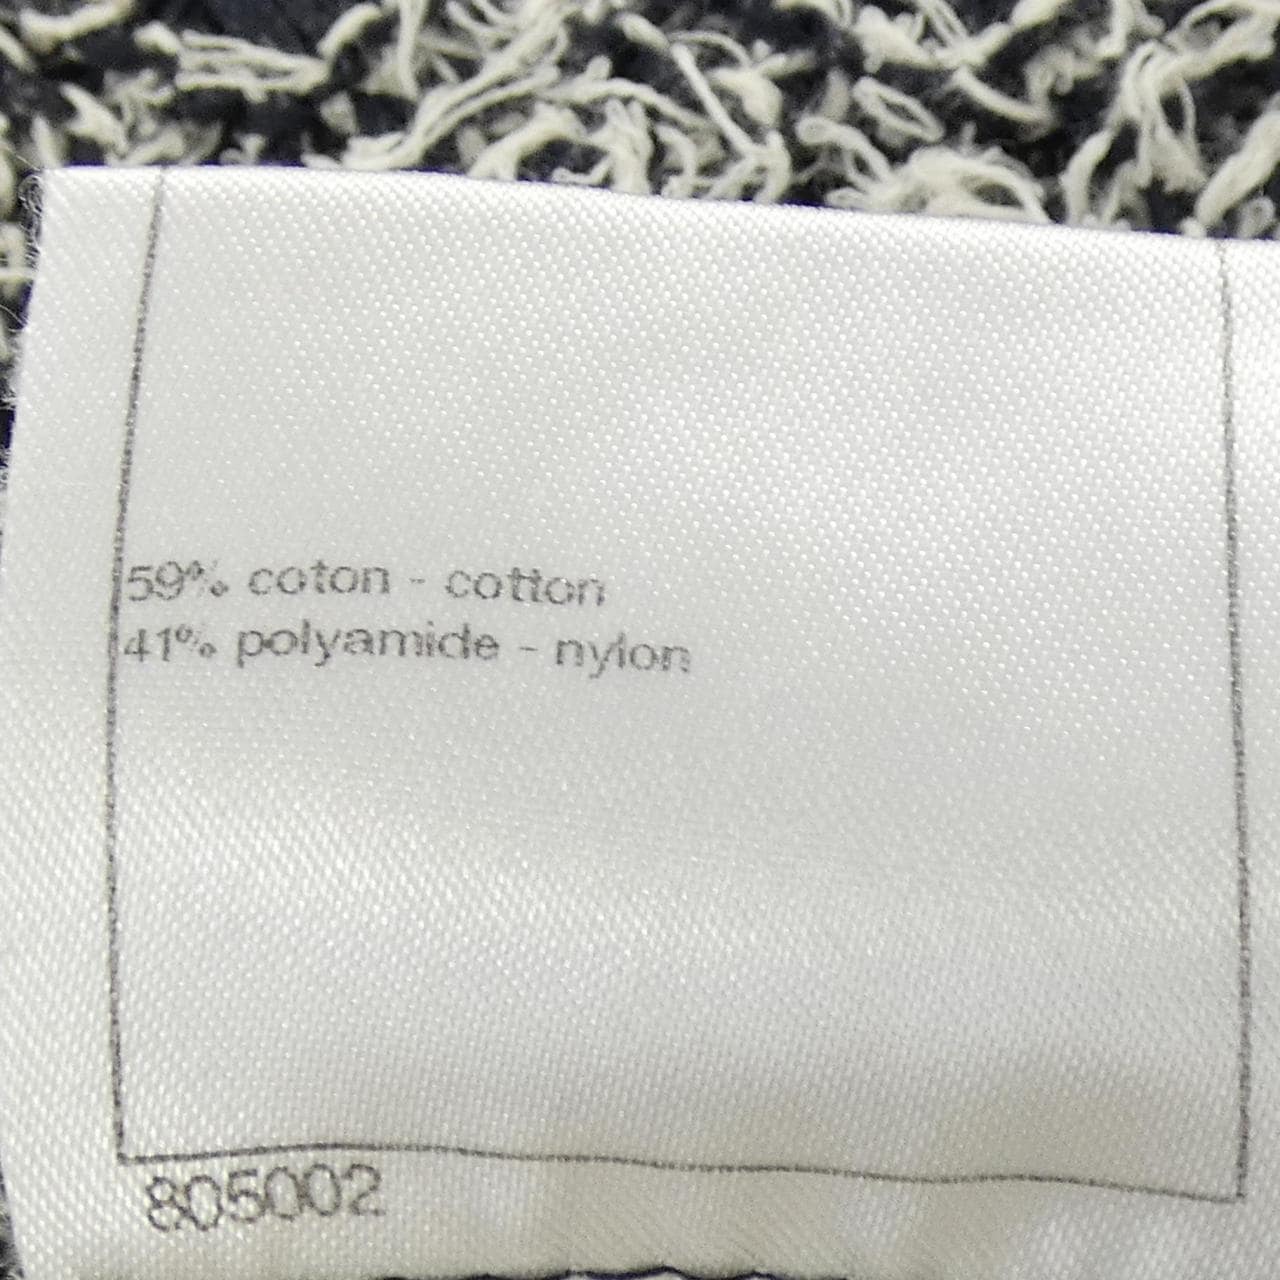 59% coton - cotton
41% polyamide - nylon
805002